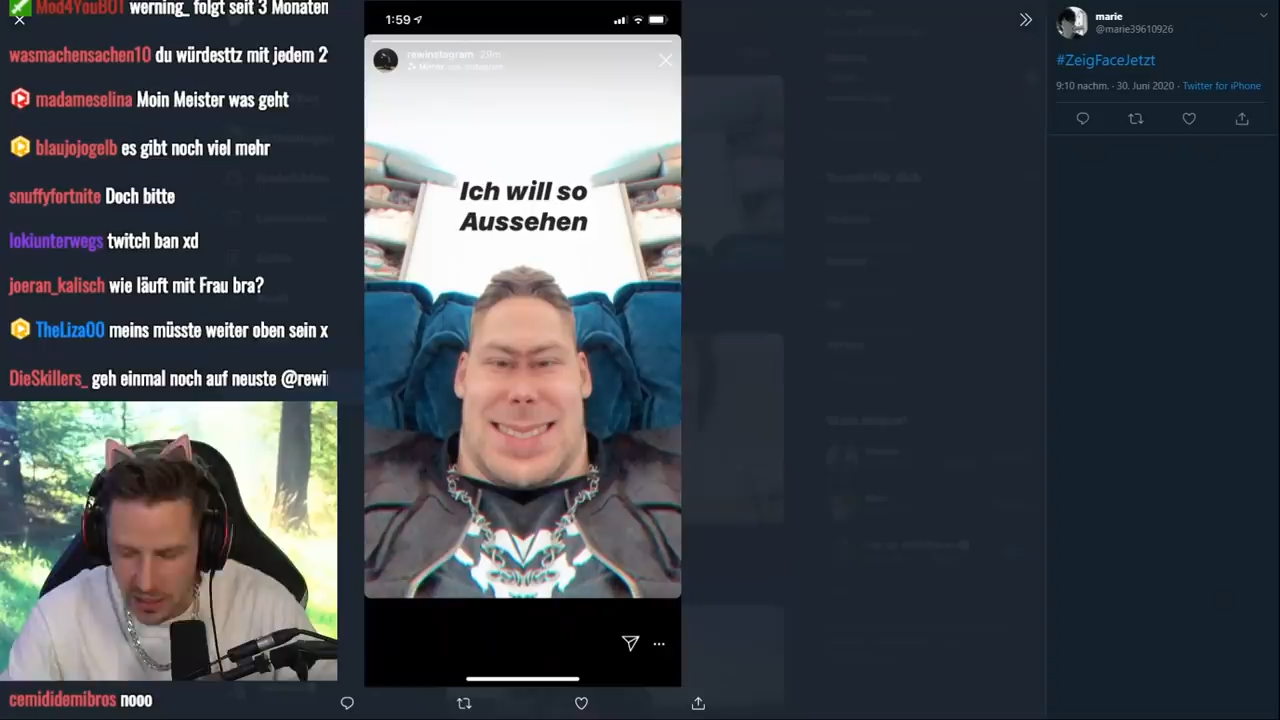 Mod4YouBOT werning_ folgt seit 3 Monaten
wasmachensachen10 du würdesttz mit jedem 2
madameselina Moin Meister was geht
blaujojogelb es gibt noch viel mehr
snuffyfortnite Doch bitte
lokiunterwegs twitch ban xd
joeran_kalisch wie läuft mit Frau bra?
TheLiza00 meins müsste weiter oben sein x
DieSkillers_ geh einmal noch auf neuste @rewi
cemididemibros nooo
1:59
rewinstagram 29m
Ich will so
Aussehen
marie
@marie39610926
#ZeigFaceJetzt
9:10 nachm. · 30. Juni 2020 · Twitter for iPhone